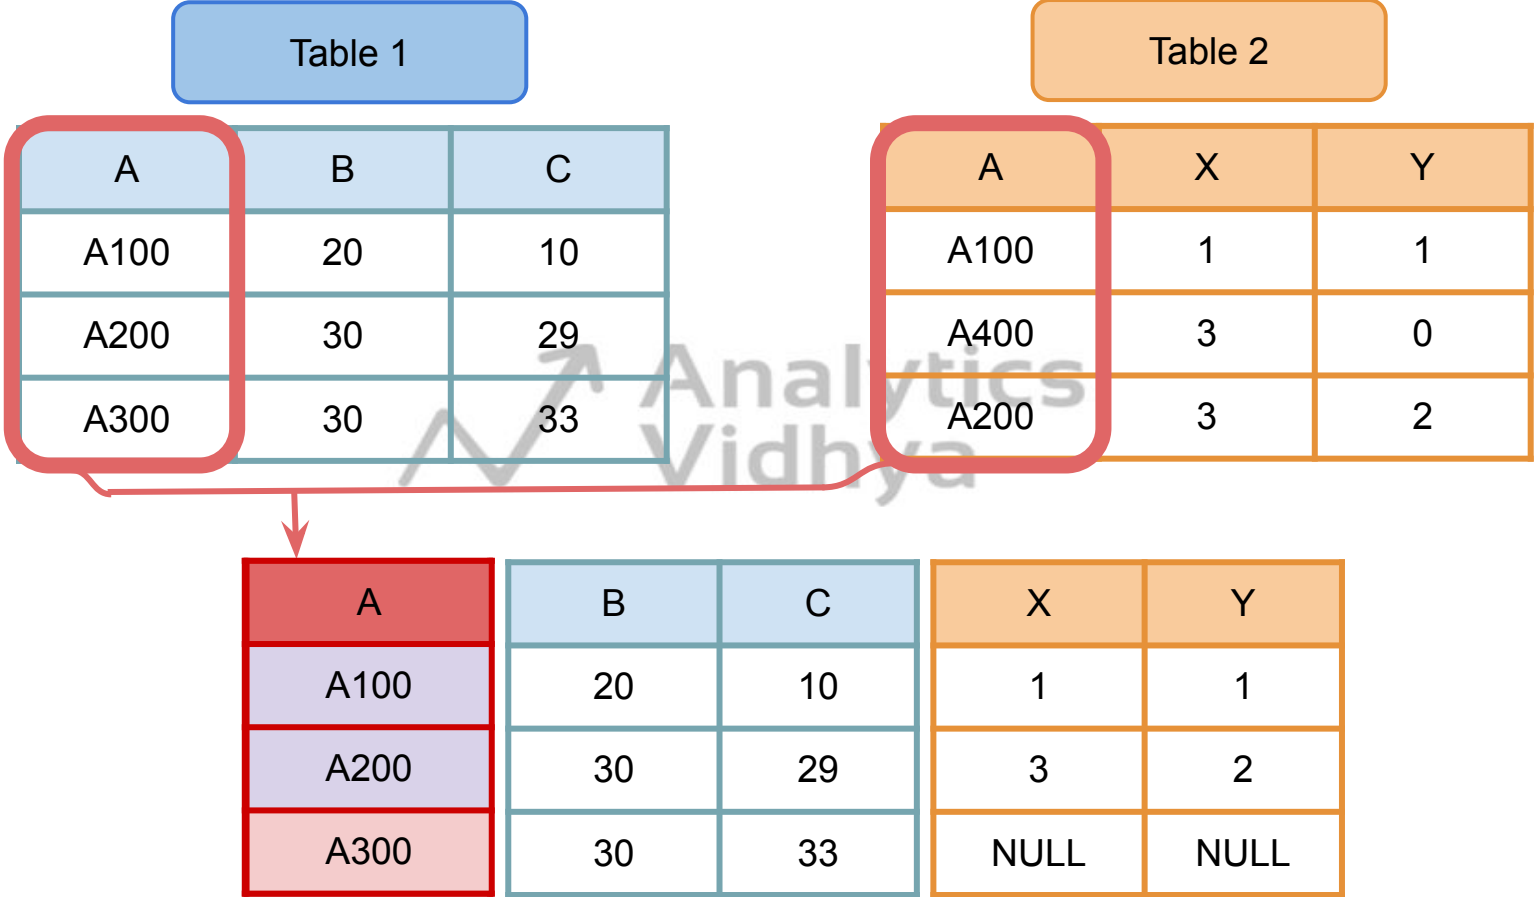 Table 1
Table 2
A B C
A100 20 10
A200 30 29
A300 30 33
A X Y
A100 1 1
A400 3 0
A200 3 2
Analytics
Vidhya
A B C X Y
A100 20 10 1 1
A200 30 29 3 2
A300 30 33 NULL NULL